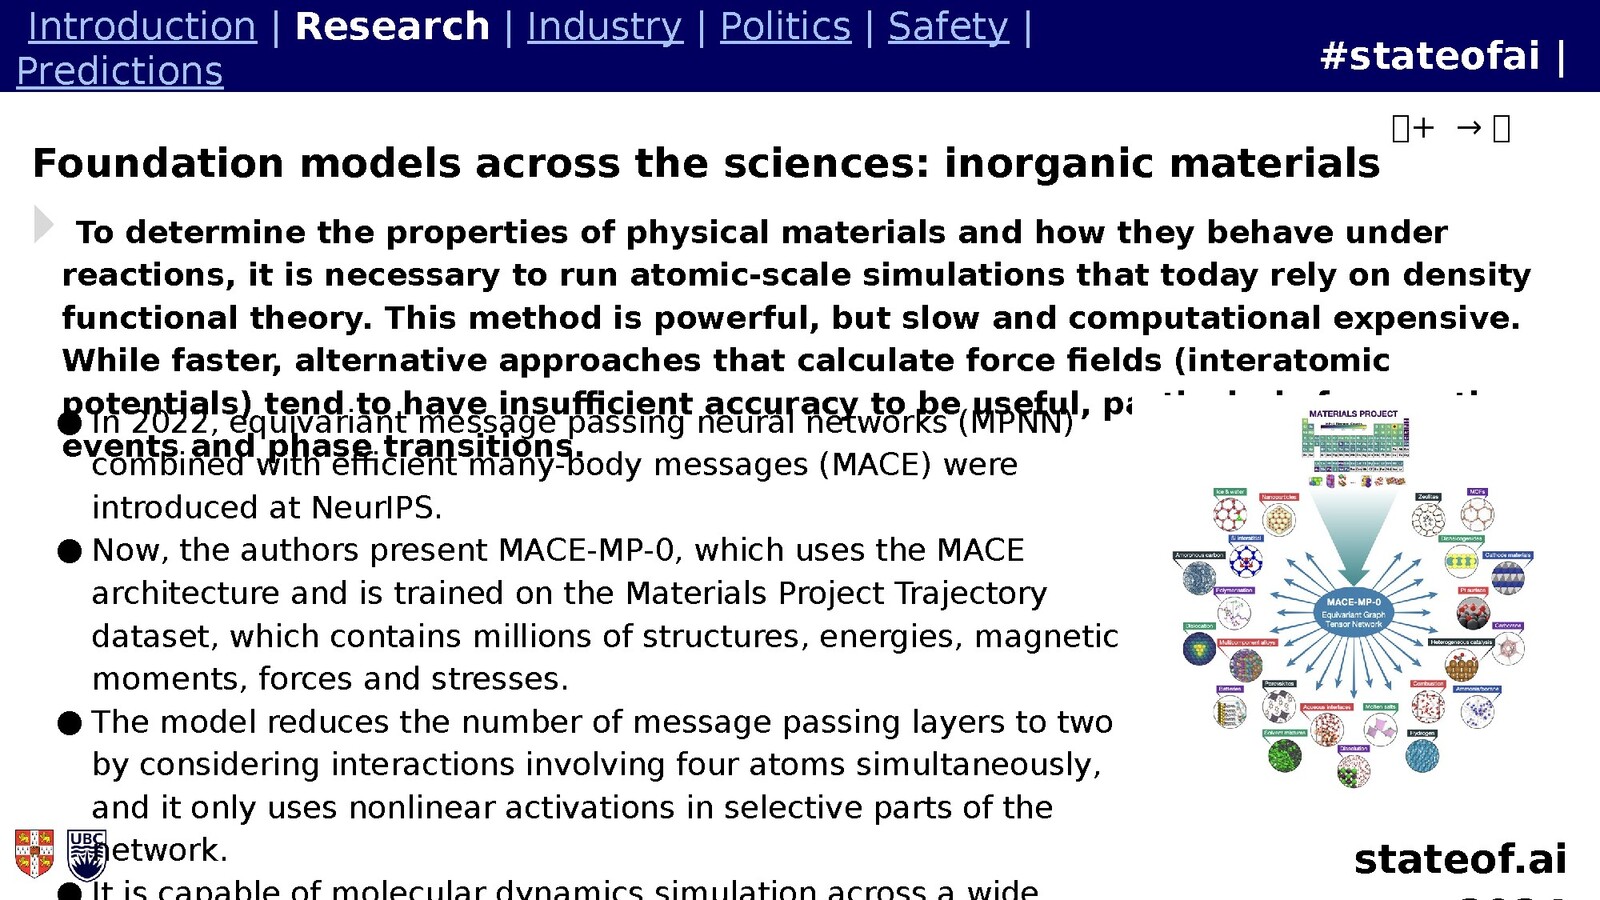 Introduction | Research | Industry | Politics | Safety |
Predictions
#stateofai |
+ →
Foundation models across the sciences: inorganic materials
To determine the properties of physical materials and how they behave under
reactions, it is necessary to run atomic-scale simulations that today rely on density
functional theory. This method is powerful, but slow and computational expensive.
While faster, alternative approaches that calculate force fields (interatomic
potentials) tend to have insufficient accuracy to be useful,
events and phase transitions.
● In 2022, equivariant message passing neural networks (MPNN)
combined with efficient many-body messages (MACE) were
introduced at NeurIPS.
● Now, the authors present MACE-MP-0, which uses the MACE
architecture and is trained on the Materials Project Trajectory
dataset, which contains millions of structures, energies, magnetic
moments, forces and stresses.
● The model reduces the number of message passing layers to two
by considering interactions involving four atoms simultaneously,
and it only uses nonlinear activations in selective parts of the
network.
● It is capable of molecular dynamics simulation across a wide
MATERIALS PROJECT
Ice & water
Nanoparticles
Zeolites
MOFs
Si interstitial
Amorphous carbon
Cathode materials
Polymerisation
Pt surface
MACE-MP-0
Equivariant Graph
Tensor Network
Dislocation
Multicomponent alloys
Heterogeneous catalysis
Batteries
Perovskites
Combustion
Ammonia/borane
Aqueous interfaces
Molten salts
Solvent mixtures
Hydrogen
Dissolution
UBC
stateof.ai